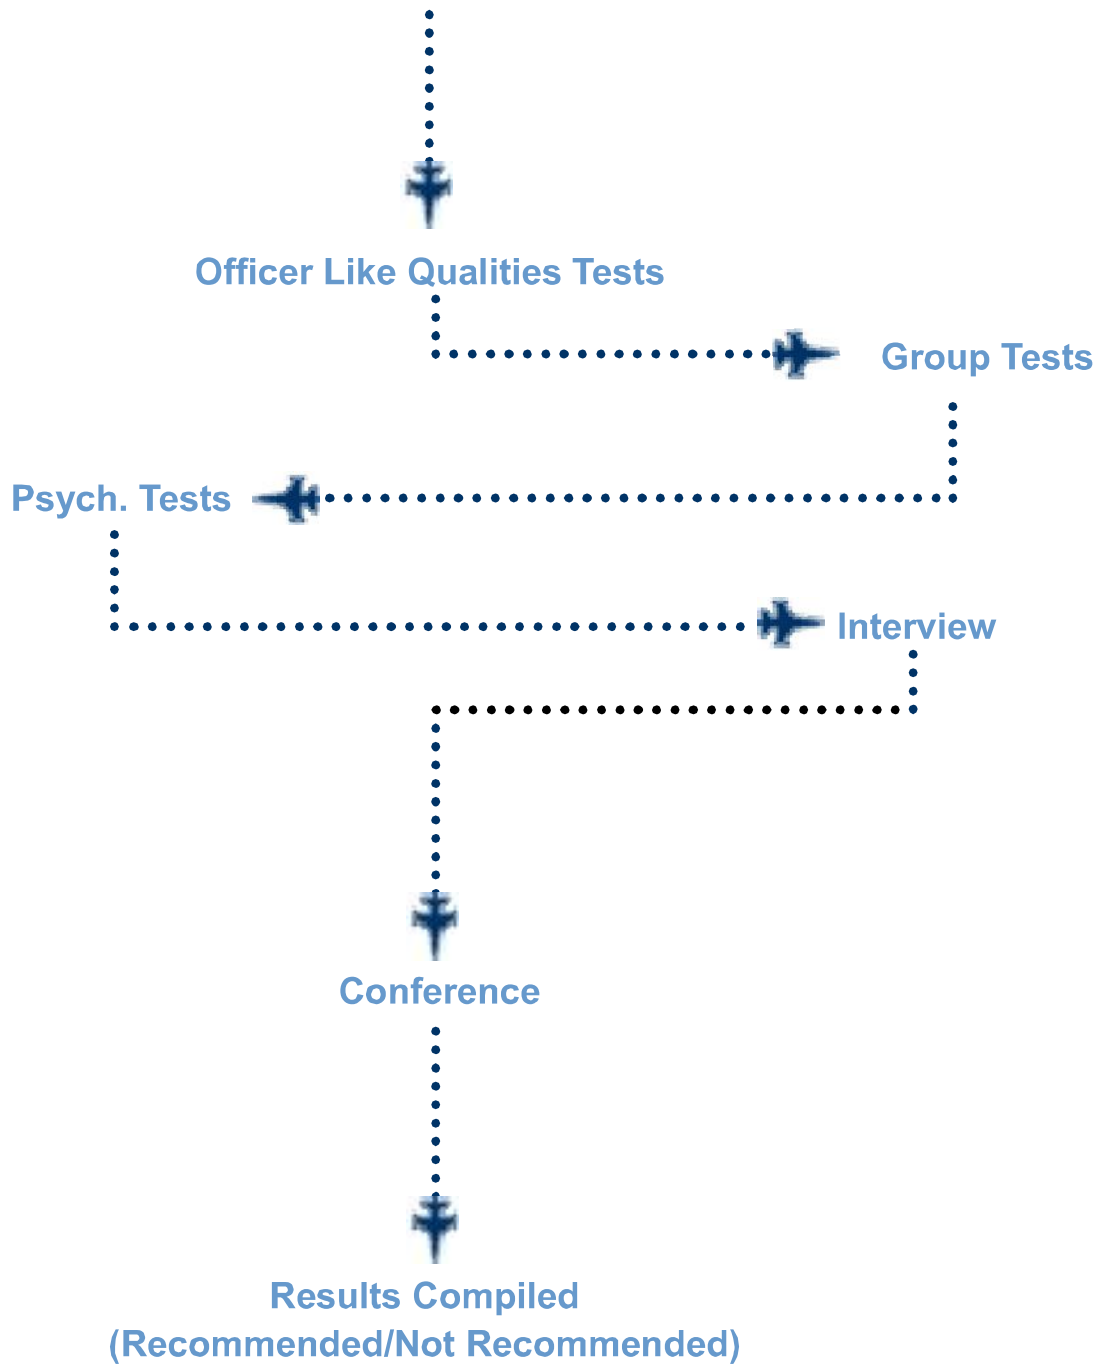 Officer Like Qualities Tests
Group Tests
Psych. Tests
Interview
Conference
Results Compiled
(Recommended/Not Recommended)